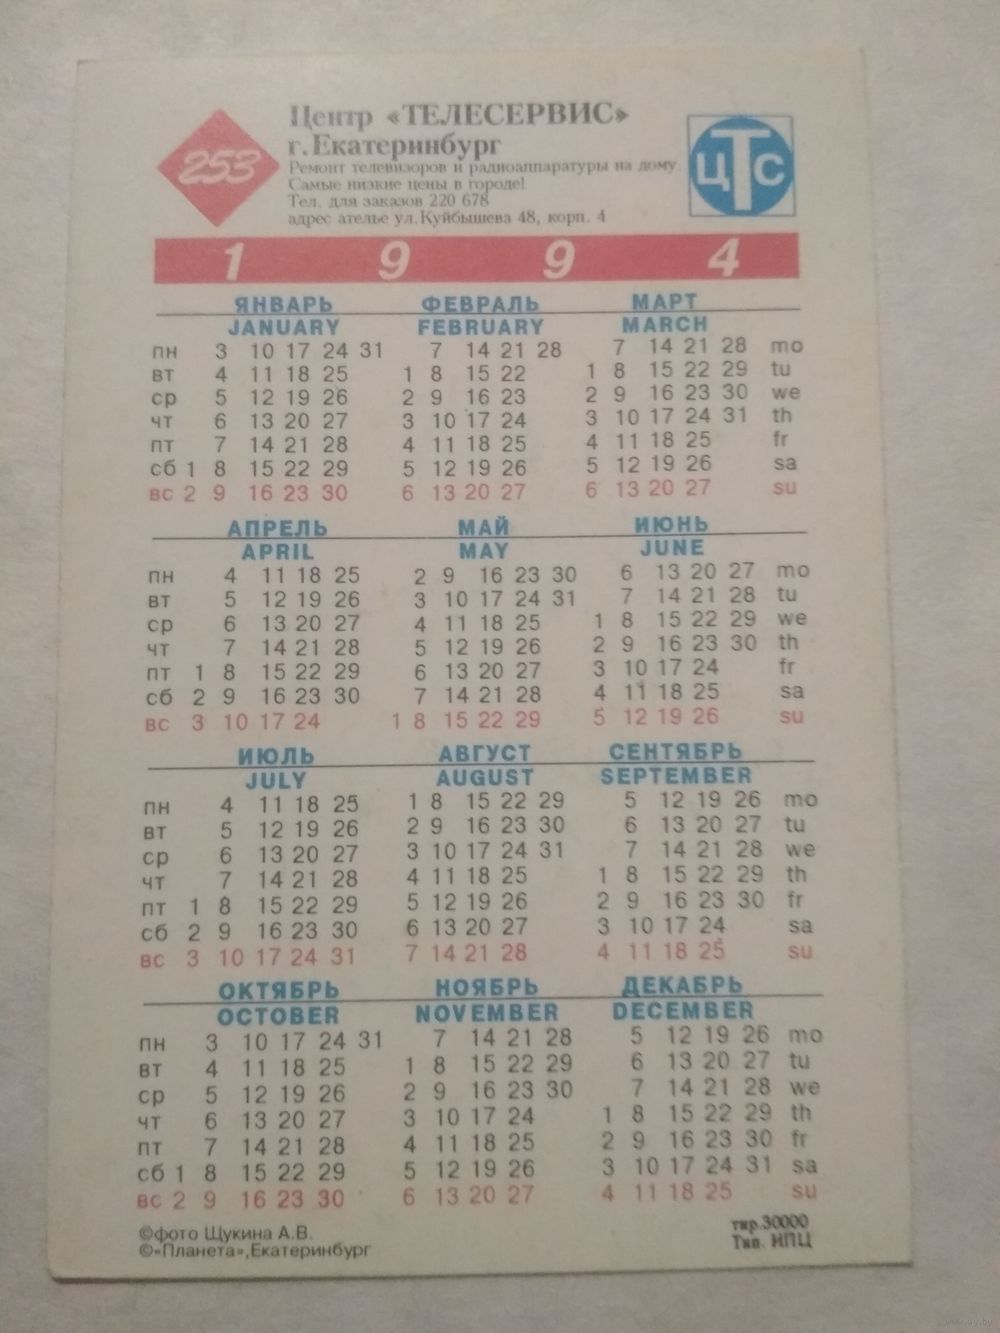 253
Центр «ТЕЛЕСЕРВИС»
г.Екатеринбург
Ремонт телевизоров и радиоаппаратуры на дому.
Самые низкие цены в городе!
Тел. для заказов 220 678
адрес ателье ул.Куйбышева 48, корп. 4
ЦТС
1 9 9 4
ЯНВАРЬ ФЕВРАЛЬ МАРТ
JANUARY FEBRUARY MARCH
пн 3 10 17 24 31 7 14 21 28 7 14 21 28 mo
вт 4 11 18 25 1 8 15 22 1 8 15 22 29 tu
ср 5 12 19 26 2 9 16 23 2 9 16 23 30 we
чт 6 13 20 27 3 10 17 24 3 10 17 24 31 th
пт 7 14 21 28 4 11 18 25 4 11 18 25 fr
сб 1 8 15 22 29 5 12 19 26 5 12 19 26 sa
вс 2 9 16 23 30 6 13 20 27 6 13 20 27 su
АПРЕЛЬ МАЙ ИЮНЬ
APRIL MAY JUNE
пн 4 11 18 25 2 9 16 23 30 6 13 20 27 mo
вт 5 12 19 26 3 10 17 24 31 7 14 21 28 tu
ср 6 13 20 27 4 11 18 25 1 8 15 22 29 we
чт 7 14 21 28 5 12 19 26 2 9 16 23 30 th
пт 1 8 15 22 29 6 13 20 27 3 10 17 24 fr
сб 2 9 16 23 30 7 14 21 28 4 11 18 25 sa
вс 3 10 17 24 1 8 15 22 29 5 12 19 26 su
ИЮЛЬ АВГУСТ СЕНТЯБРЬ
JULY AUGUST SEPTEMBER
пн 4 11 18 25 1 8 15 22 29 5 12 19 26 mo
вт 5 12 19 26 2 9 16 23 30 6 13 20 27 tu
ср 6 13 20 27 3 10 17 24 31 7 14 21 28 we
чт 7 14 21 28 4 11 18 25 1 8 15 22 29 th
пт 1 8 15 22 29 5 12 19 26 2 9 16 23 30 fr
сб 2 9 16 23 30 6 13 20 27 3 10 17 24 sa
вс 3 10 17 24 31 7 14 21 28 4 11 18 25 su
ОКТЯБРЬ НОЯБРЬ ДЕКАБРЬ
OCTOBER NOVEMBER DECEMBER
пн 3 10 17 24 31 7 14 21 28 5 12 19 26 mo
вт 4 11 18 25 1 8 15 22 29 6 13 20 27 tu
ср 5 12 19 26 2 9 16 23 30 7 14 21 28 we
чт 6 13 20 27 3 10 17 24 1 8 15 22 29 th
пт 7 14 21 28 4 11 18 25 2 9 16 23 30 fr
сб 1 8 15 22 29 5 12 19 26 3 10 17 24 31 sa
вс 2 9 16 23 30 6 13 20 27 4 11 18 25 su
©фото Щукина А.В.
©«Планета»,Екатеринбург
тир.30000
Тип. НПЦ